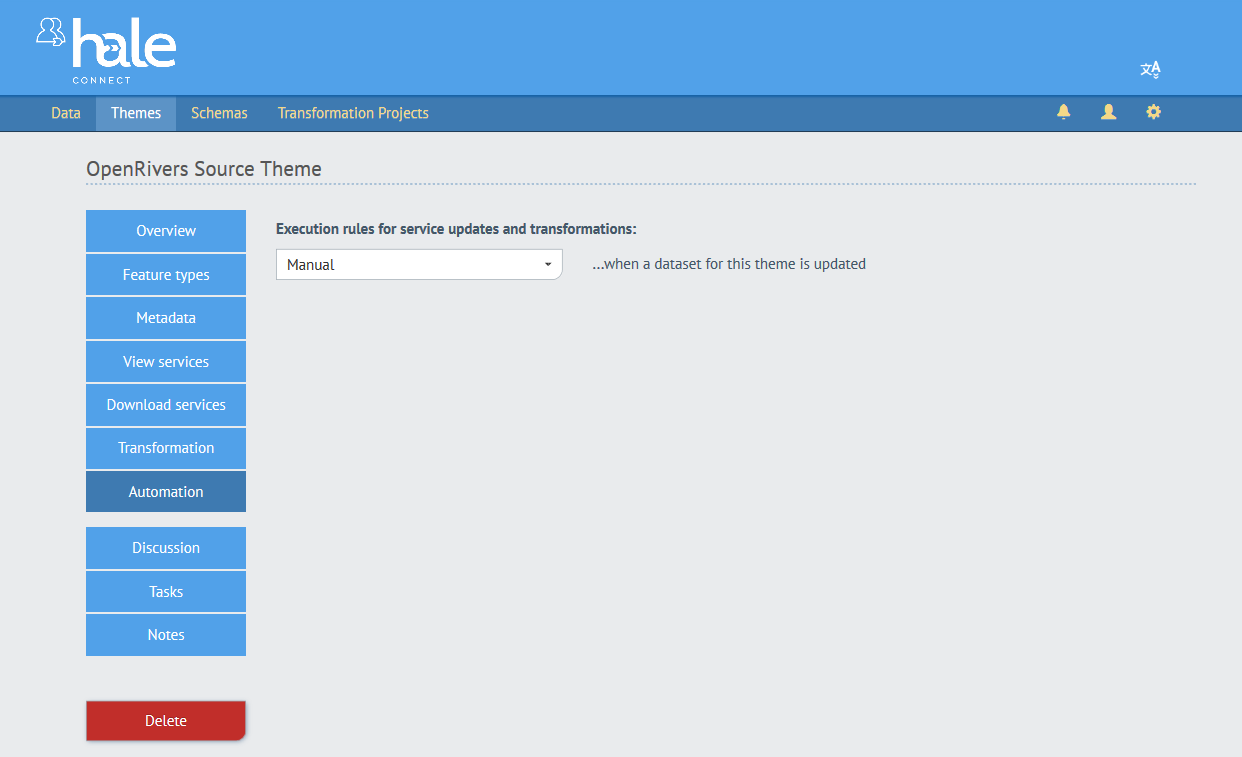 hale
CONNECT
文A
Data Themes Schemas Transformation Projects
OpenRivers Source Theme
Overview
Execution rules for service updates and transformations:
Manual ...when a dataset for this theme is updated
Feature types
Metadata
View services
Download services
Transformation
Automation
Discussion
Tasks
Notes
Delete